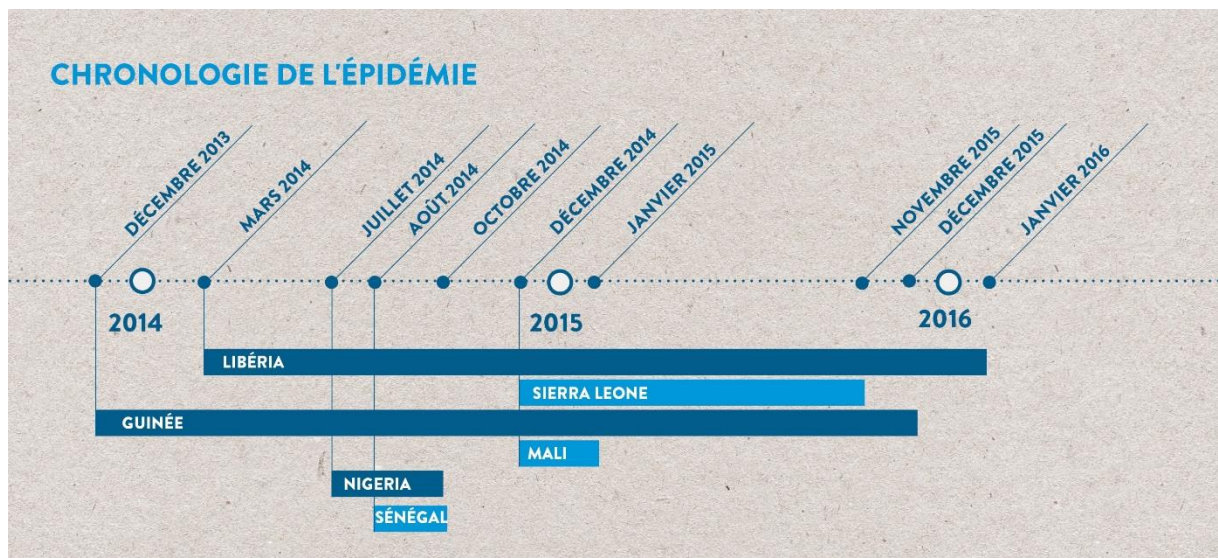 CHRONOLOGIE DE L'ÉPIDÉMIE
DÉCEMBRE 2013
MARS 2014
JUILLET 2014
AOÛT 2014
OCTOBRE 2014
DÉCEMBRE 2014
JANVIER 2015
NOVEMBRE 2015
DÉCEMBRE 2015
JANVIER 2016
2014
2015
2016
LIBÉRIA
SIERRA LEONE
GUINÉE
MALI
NIGERIA
SÉNÉGAL